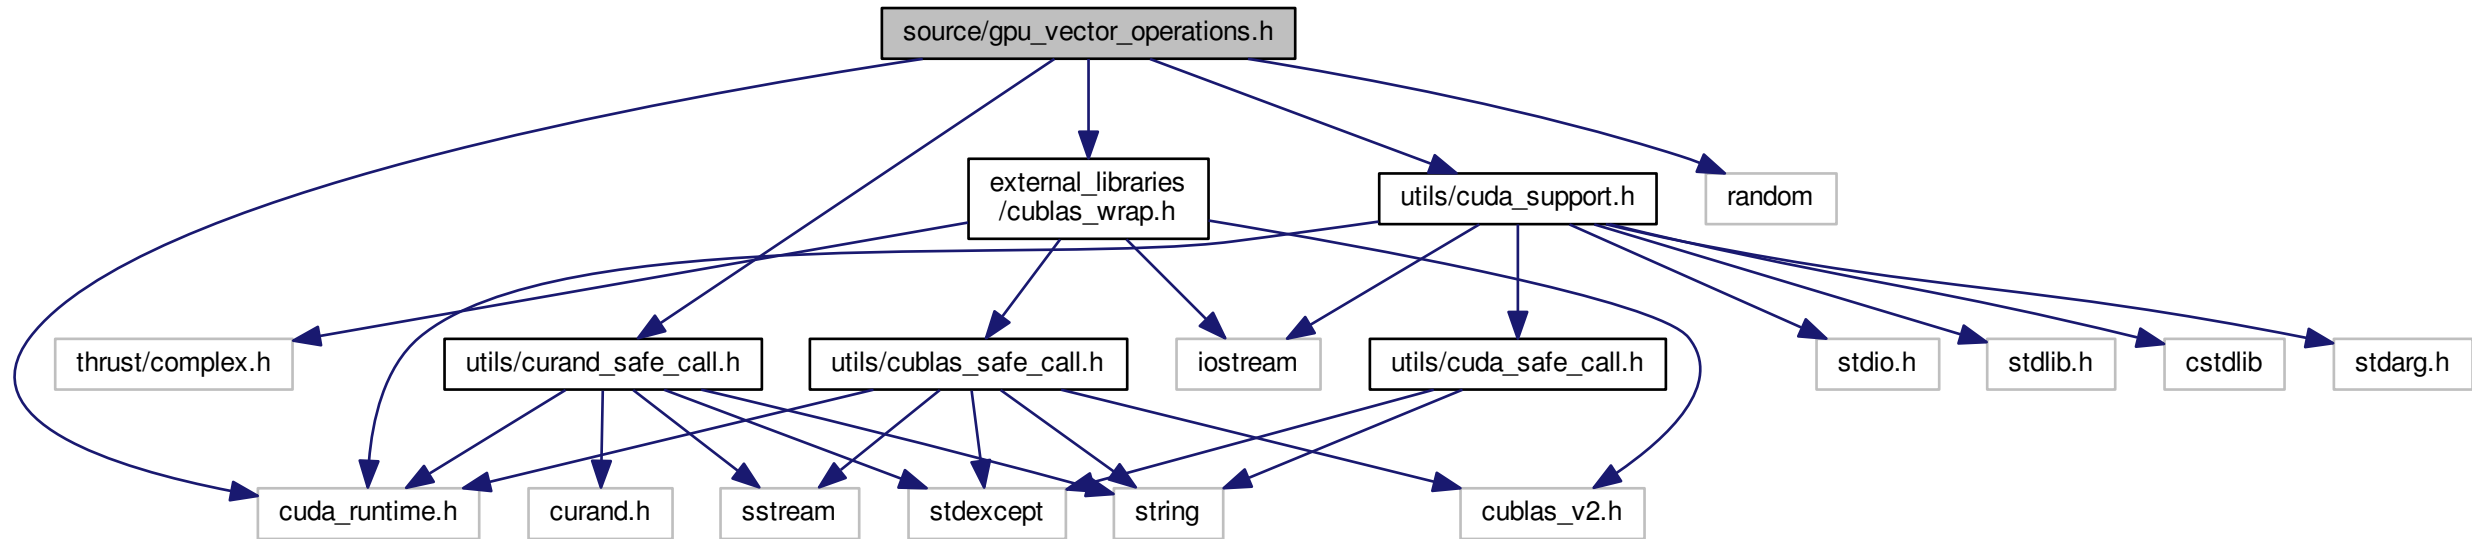 source/gpu_vector_operations.h
external_libraries
/cublas_wrap.h
utils/cuda_support.h
random
thrust/complex.h
utils/curand_safe_call.h
utils/cublas_safe_call.h
iostream
utils/cuda_safe_call.h
stdio.h
stdlib.h
cstdlib
stdarg.h
cuda_runtime.h
curand.h
sstream
stdexcept
string
cublas_v2.h